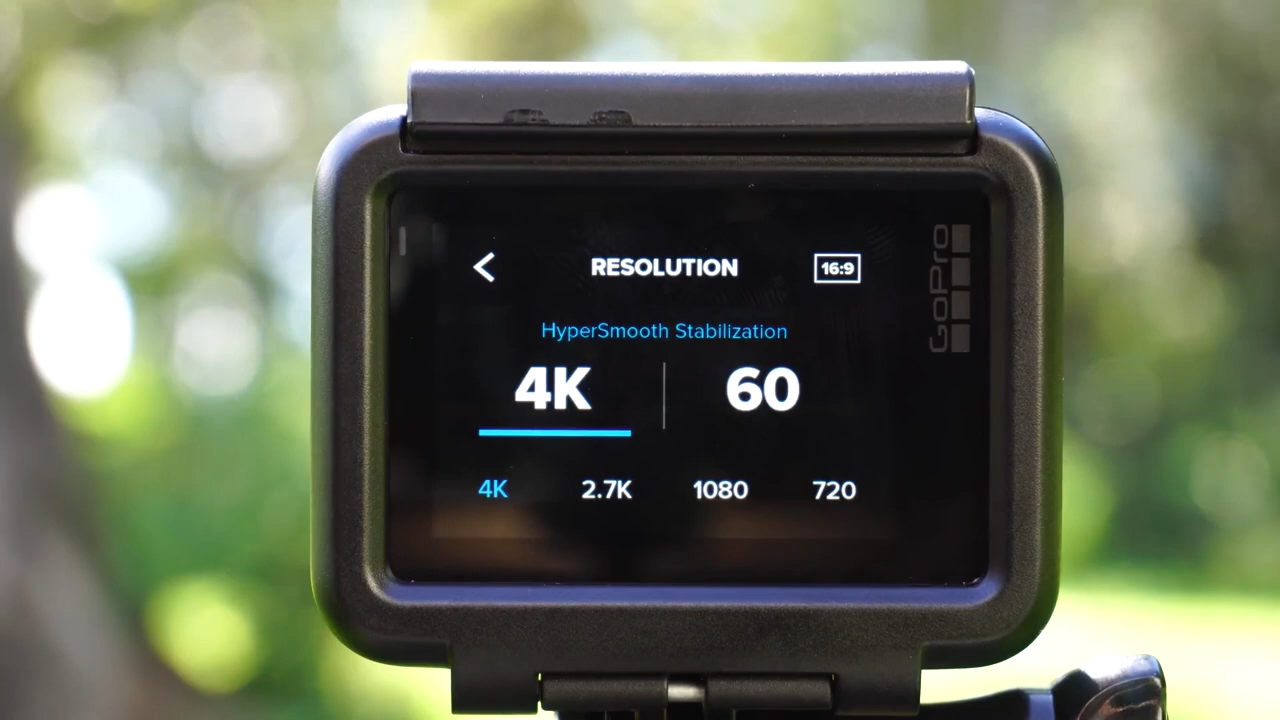 RESOLUTION 16:9
HyperSmooth Stabilization
4K 60
4K 2.7K 1080 720
GoPro